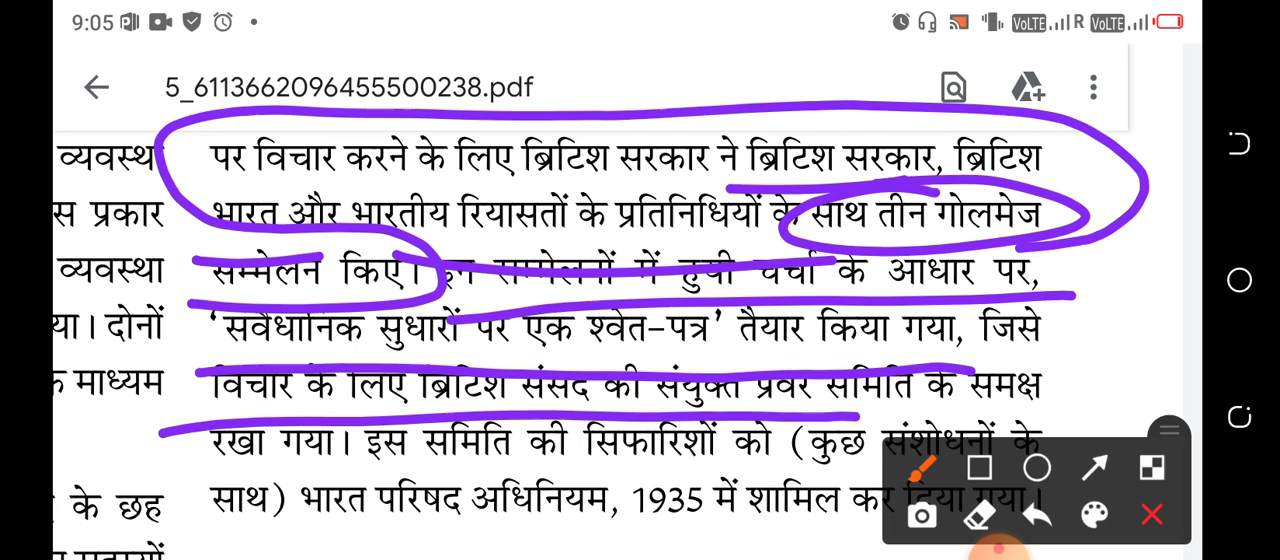 9:05
VoLTE R VoLTE
5_6113662096455500238.pdf
व्यवस्था
स प्रकार
व्यवस्था
या। दोनों
माध्यम
के छह
पर विचार करने के लिए ब्रिटिश सरकार ने ब्रिटिश सरकार, ब्रिटिश
भारत और भारतीय रियासतों के प्रतिनिधियों के साथ तीन गोलमेज
सम्मेलन किए। इन सम्मेलनों में हुयी चर्चा के आधार पर,
‘संवैधानिक सुधारों पर एक श्वेत-पत्र’ तैयार किया गया, जिसे
विचार के लिए ब्रिटिश संसद की संयुक्त प्रवर समिति के समक्ष
रखा गया। इस समिति की सिफारिशों को (कुछ संशोधनों के
साथ) भारत परिषद अधिनियम, 1935 में शामिल कर दिया गया।